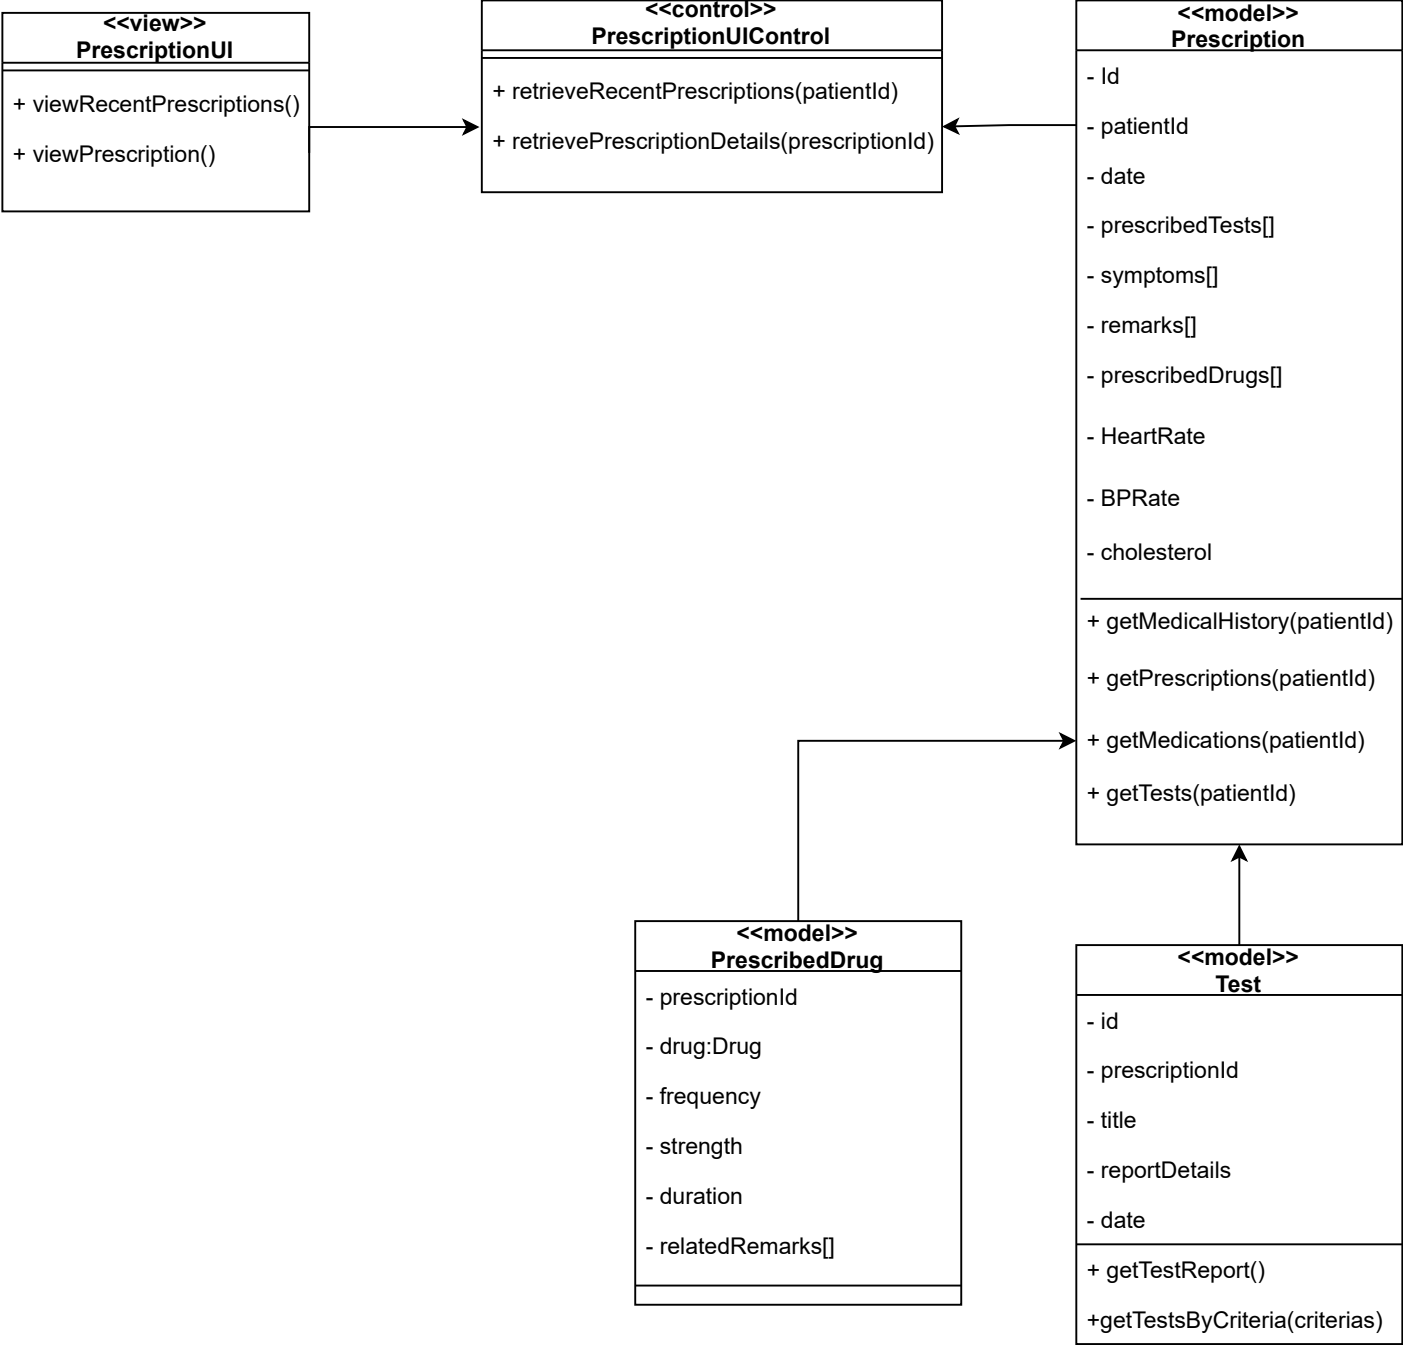 <<view>>
PrescriptionUI
+ viewRecentPrescriptions()
+ viewPrescription()
<<control>>
PrescriptionUIControl
+ retrieveRecentPrescriptions(patientId)
+ retrievePrescriptionDetails(prescriptionId)
<<model>>
Prescription
- Id
- patientId
- date
- prescribedTests[]
- symptoms[]
- remarks[]
- prescribedDrugs[]
- HeartRate
- BPRate
- cholesterol
+ getMedicalHistory(patientId)
+ getPrescriptions(patientId)
+ getMedications(patientId)
+ getTests(patientId)
<<model>>
PrescribedDrug
- prescriptionId
- drug:Drug
- frequency
- strength
- duration
- relatedRemarks[]
<<model>>
Test
- id
- prescriptionId
- title
- reportDetails
- date
+ getTestReport()
+getTestsByCriteria(criterias)